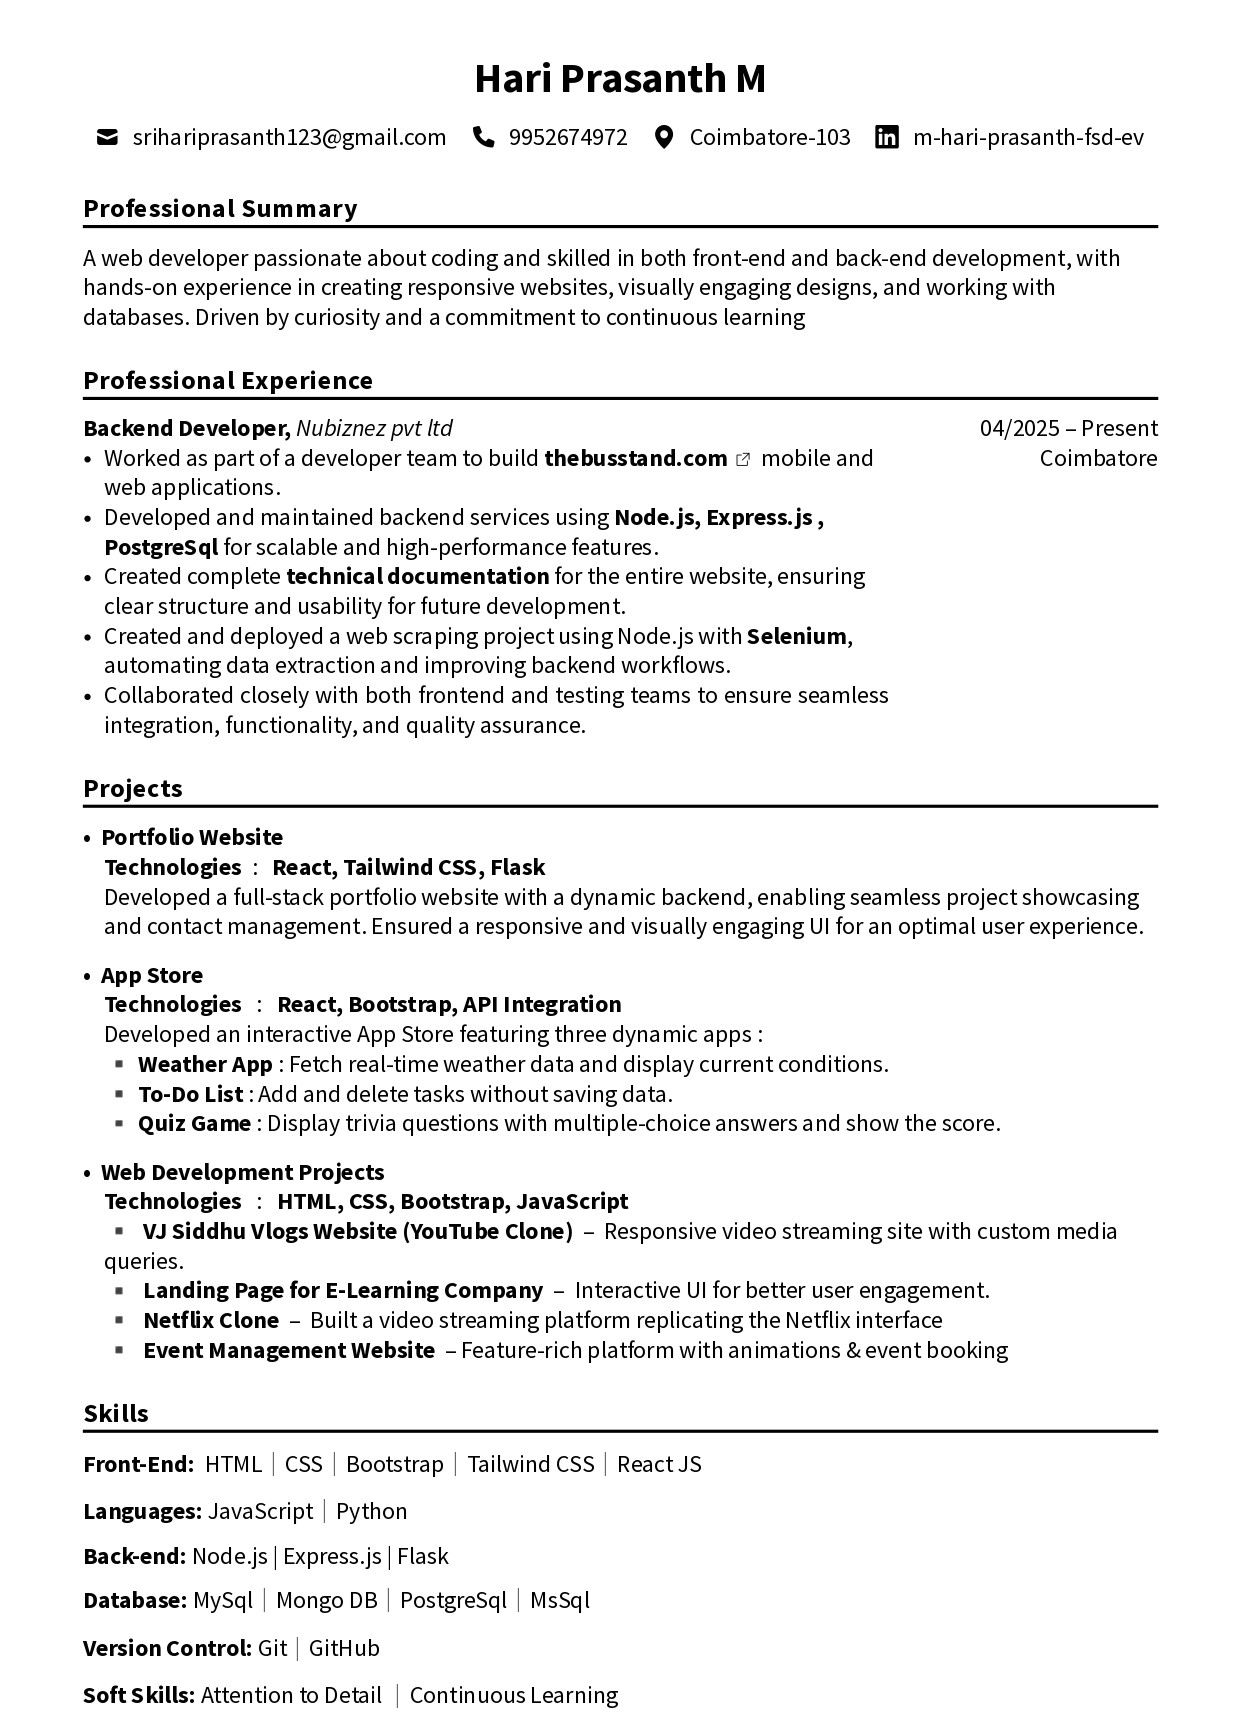 Hari Prasanth M
srihariprasanth123@gmail.com 9952674972 Coimbatore-103 m-hari-prasanth-fsd-ev
Professional Summary
A web developer passionate about coding and skilled in both front-end and back-end development, with
hands-on experience in creating responsive websites, visually engaging designs, and working with
databases. Driven by curiosity and a commitment to continuous learning
Professional Experience
Backend Developer, Nubiznez pvt ltd 04/2025 – Present
• Worked as part of a developer team to build thebusstand.com mobile and Coimbatore
web applications.
• Developed and maintained backend services using Node.js, Express.js ,
PostgreSql for scalable and high-performance features.
• Created complete technical documentation for the entire website, ensuring
clear structure and usability for future development.
• Created and deployed a web scraping project using Node.js with Selenium,
automating data extraction and improving backend workflows.
• Collaborated closely with both frontend and testing teams to ensure seamless
integration, functionality, and quality assurance.
Projects
• Portfolio Website
Technologies : React, Tailwind CSS, Flask
Developed a full-stack portfolio website with a dynamic backend, enabling seamless project showcasing
and contact management. Ensured a responsive and visually engaging UI for an optimal user experience.
• App Store
Technologies : React, Bootstrap, API Integration
Developed an interactive App Store featuring three dynamic apps :
▪ Weather App : Fetch real-time weather data and display current conditions.
▪ To-Do List : Add and delete tasks without saving data.
▪ Quiz Game : Display trivia questions with multiple-choice answers and show the score.
• Web Development Projects
Technologies : HTML, CSS, Bootstrap, JavaScript
▪ VJ Siddhu Vlogs Website (YouTube Clone) – Responsive video streaming site with custom media
queries.
▪ Landing Page for E-Learning Company – Interactive UI for better user engagement.
▪ Netflix Clone – Built a video streaming platform replicating the Netflix interface
▪ Event Management Website – Feature-rich platform with animations & event booking
Skills
Front-End: HTML | CSS | Bootstrap | Tailwind CSS | React JS
Languages: JavaScript | Python
Back-end: Node.js | Express.js | Flask
Database: MySql | Mongo DB | PostgreSql | MsSql
Version Control: Git | GitHub
Soft Skills: Attention to Detail | Continuous Learning